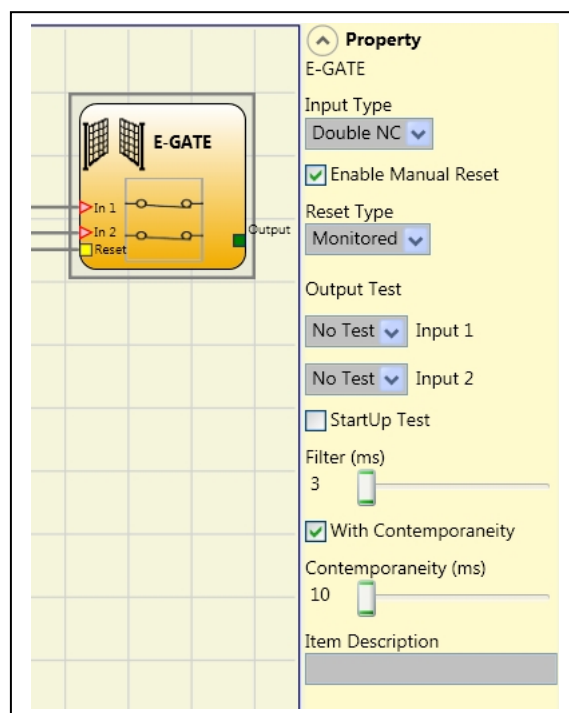 E-GATE
In 1
In 2
Reset
Output
Property
E-GATE
Input Type
Double NC
Enable Manual Reset
Reset Type
Monitored
Output Test
No Test Input 1
No Test Input 2
StartUp Test
Filter (ms)
3
With Contemporaneity
Contemporaneity (ms)
10
Item Description